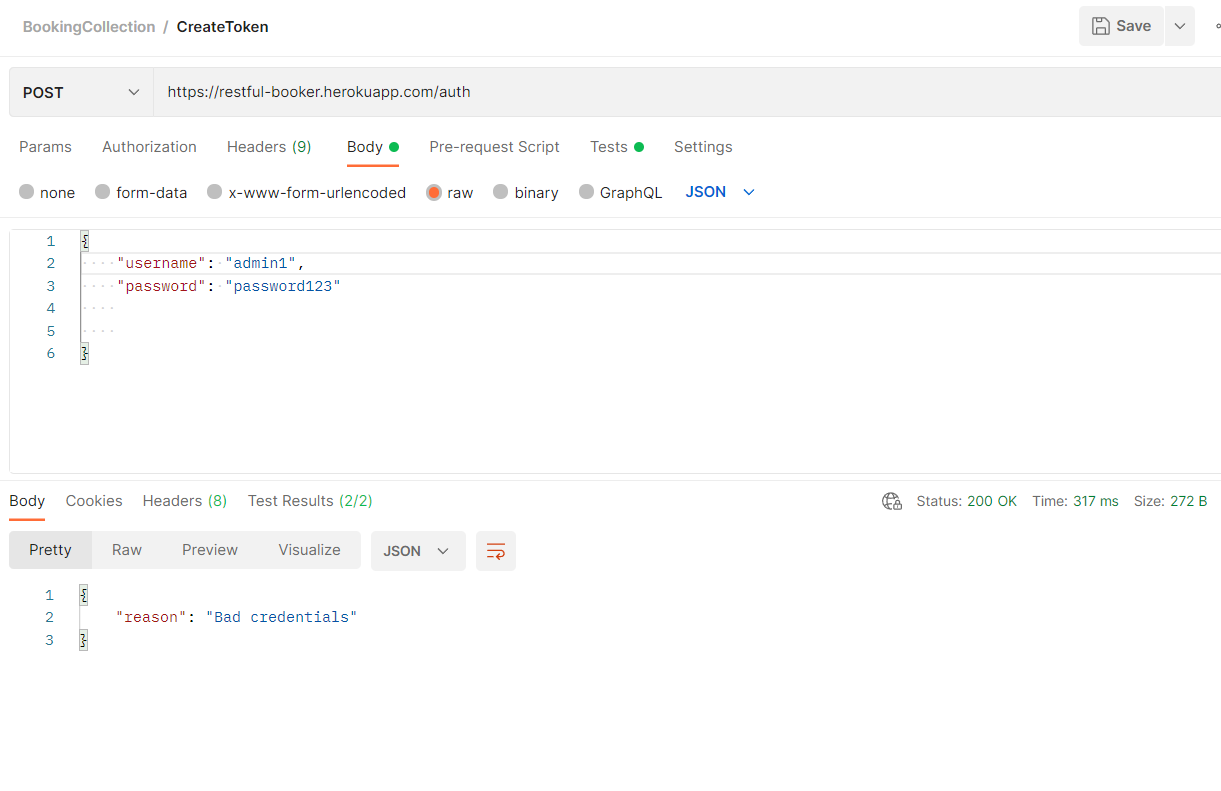 BookingCollection / CreateToken
Save
POST
https://restful-booker.herokuapp.com/auth
Params Authorization Headers (9) Body Pre-request Script Tests Settings
none form-data x-www-form-urlencoded raw binary GraphQL JSON
1 {
2 "username": "admin1",
3 "password": "password123"
4
5
6 }
Body Cookies Headers (8) Test Results (2/2) Status: 200 OK Time: 317 ms Size: 272 B
Pretty Raw Preview Visualize JSON
1 {
2 "reason": "Bad credentials"
3 }